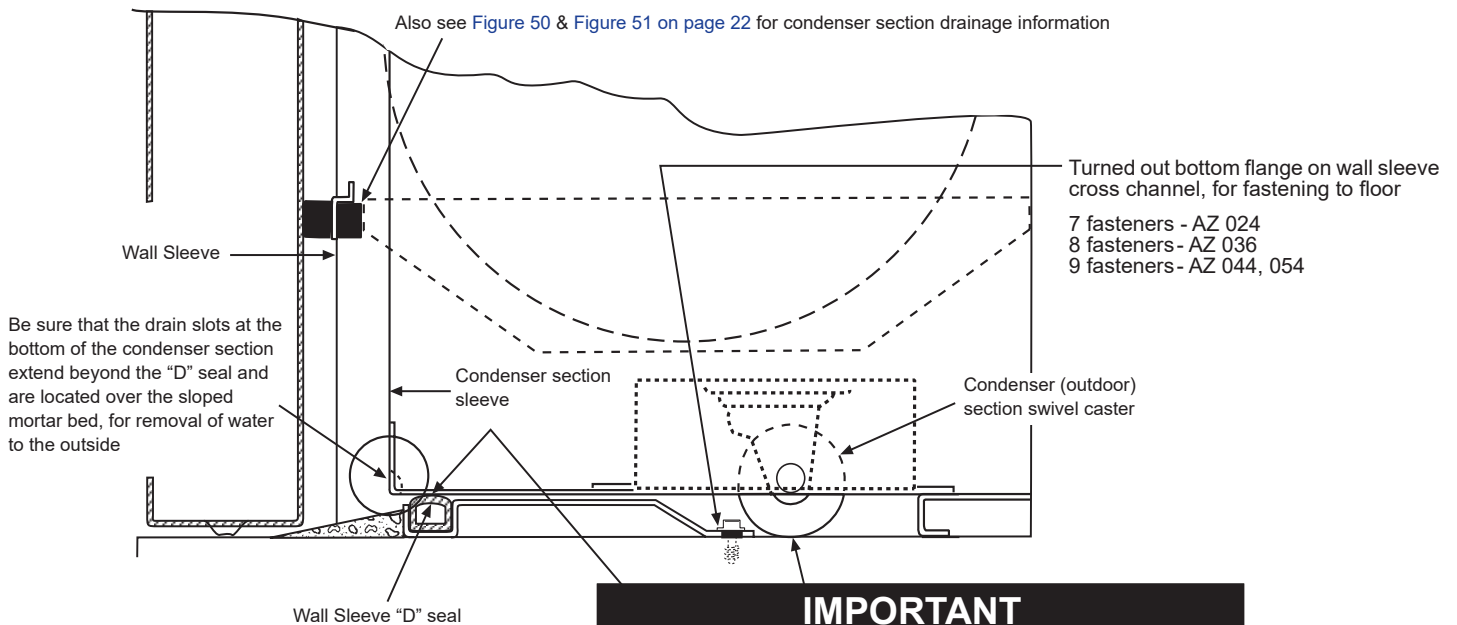 Also see Figure 50 & Figure 51 on page 22 for condenser section drainage information
Turned out bottom flange on wall sleeve
cross channel, for fastening to floor
7 fasteners - AZ 024
8 fasteners - AZ 036
9 fasteners - AZ 044, 054
Wall Sleeve
Be sure that the drain slots at the
bottom of the condenser section
extend beyond the “D” seal and
are located over the sloped
mortar bed, for removal of water
to the outside
Condenser section
sleeve
Condenser (outdoor)
section swivel caster
Wall Sleeve “D” seal
IMPORTANT